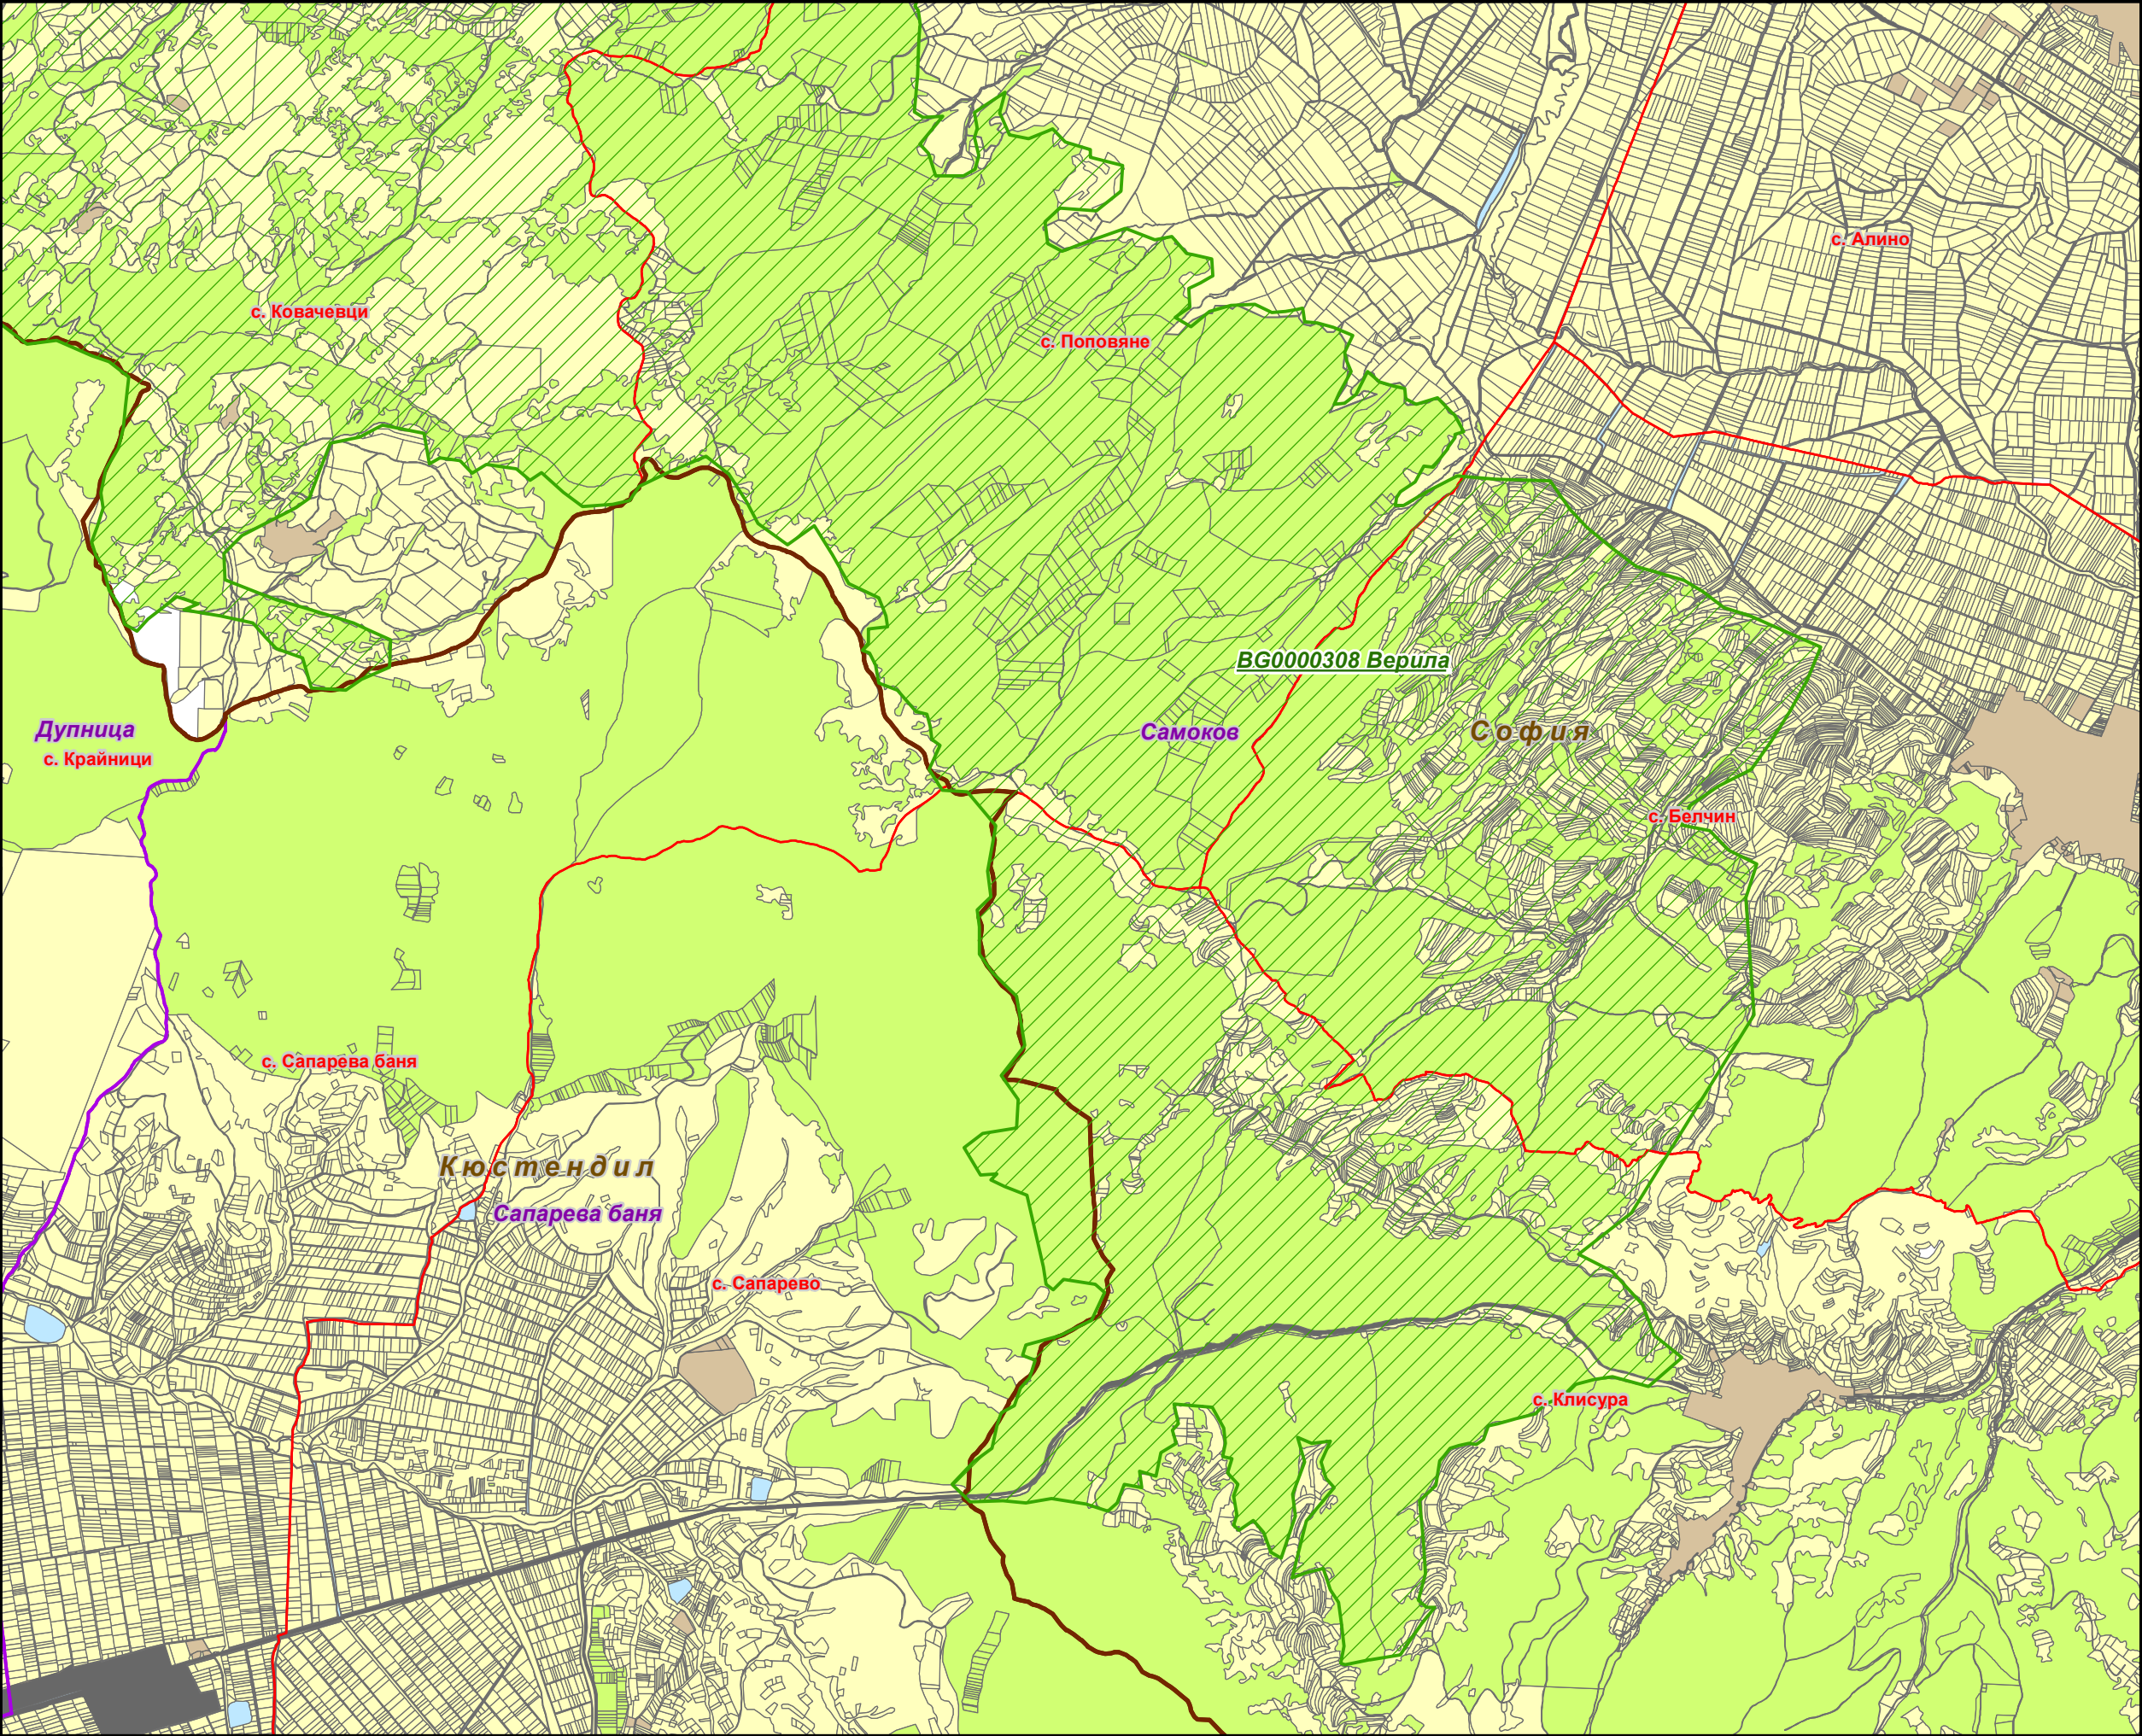 с. Алино
с. Ковачевци
с. Поповяне
BG0000308 Верила
Дупница
с. Крайници
Самоков
София
с. Белчин
с. Сапарева баня
Кюстендил
Сапарева баня
с. Сапарево
с. Клисура